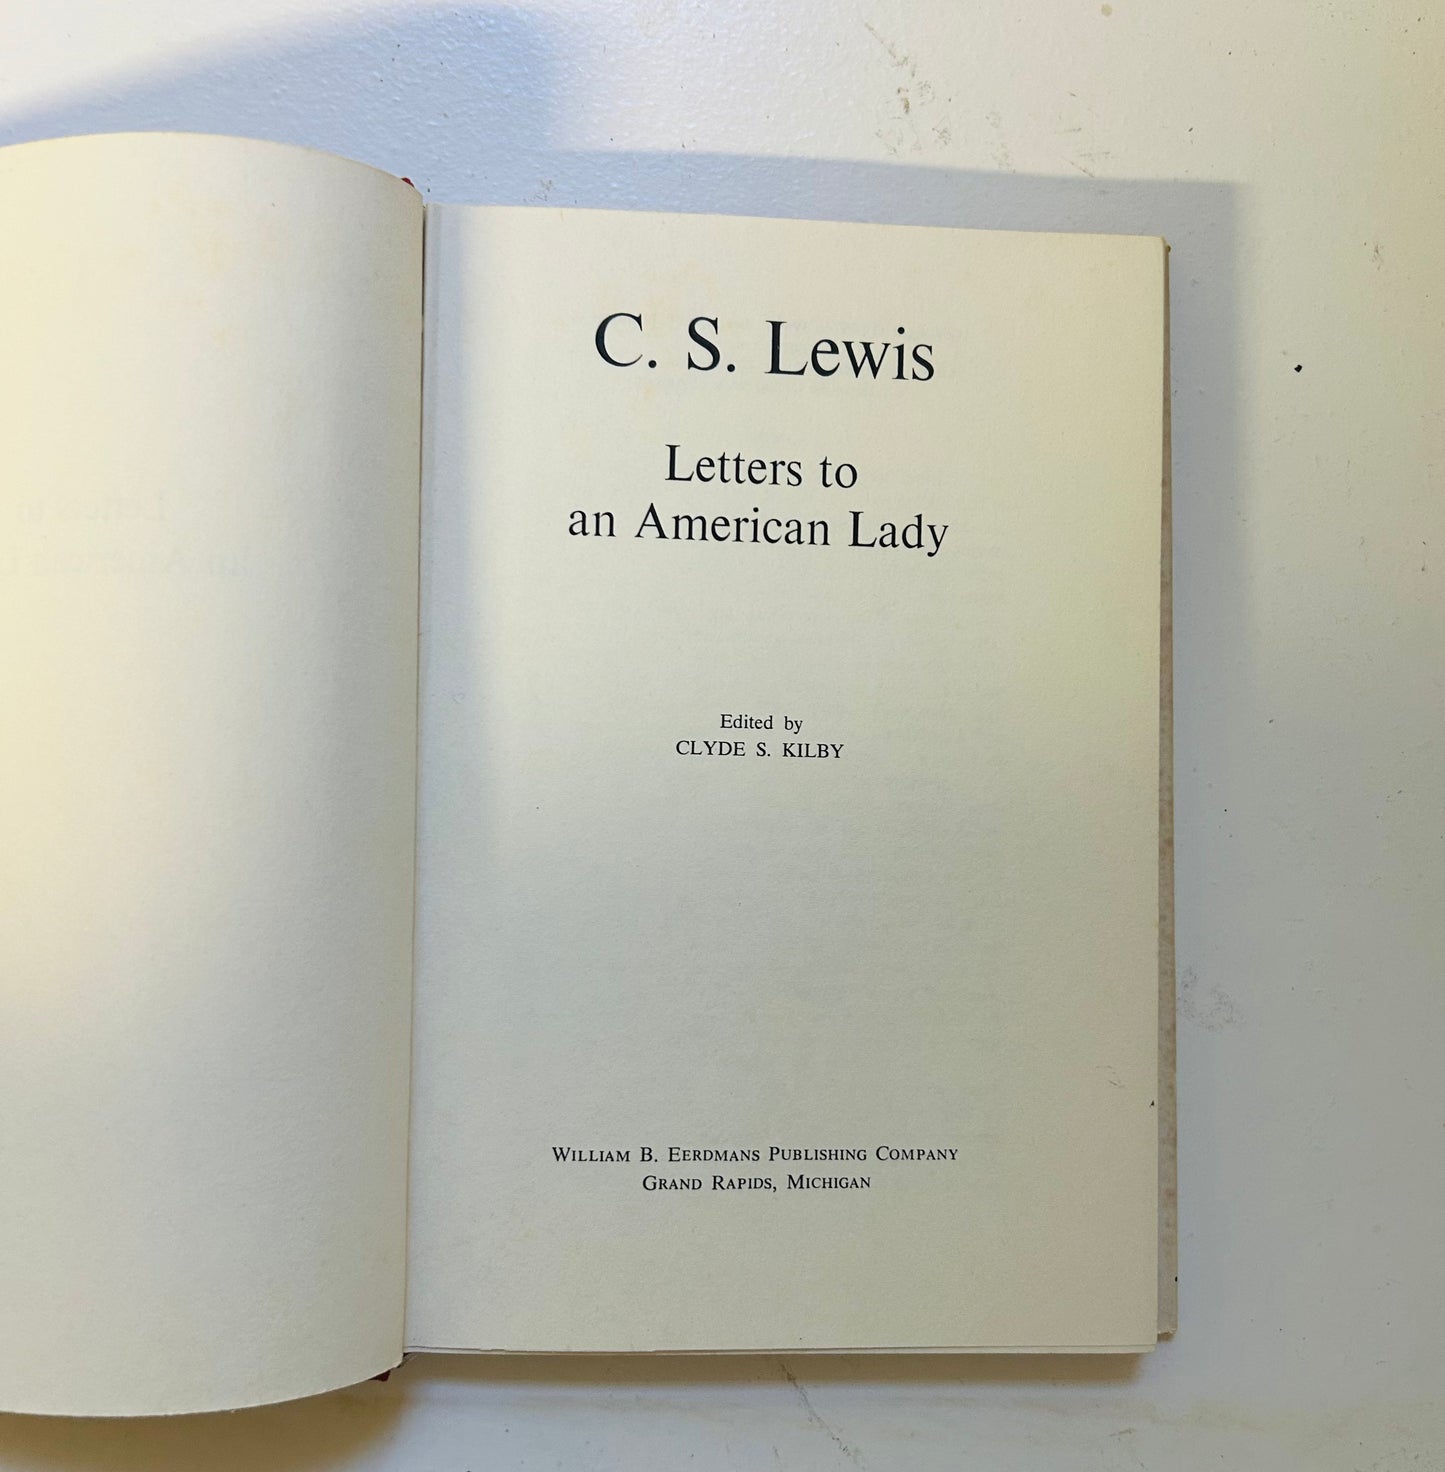 C. S. Lewis
Letters to
an American Lady
Edited by
CLYDE S. KILBY
WILLIAM B. EERDMANS PUBLISHING COMPANY
GRAND RAPIDS, MICHIGAN